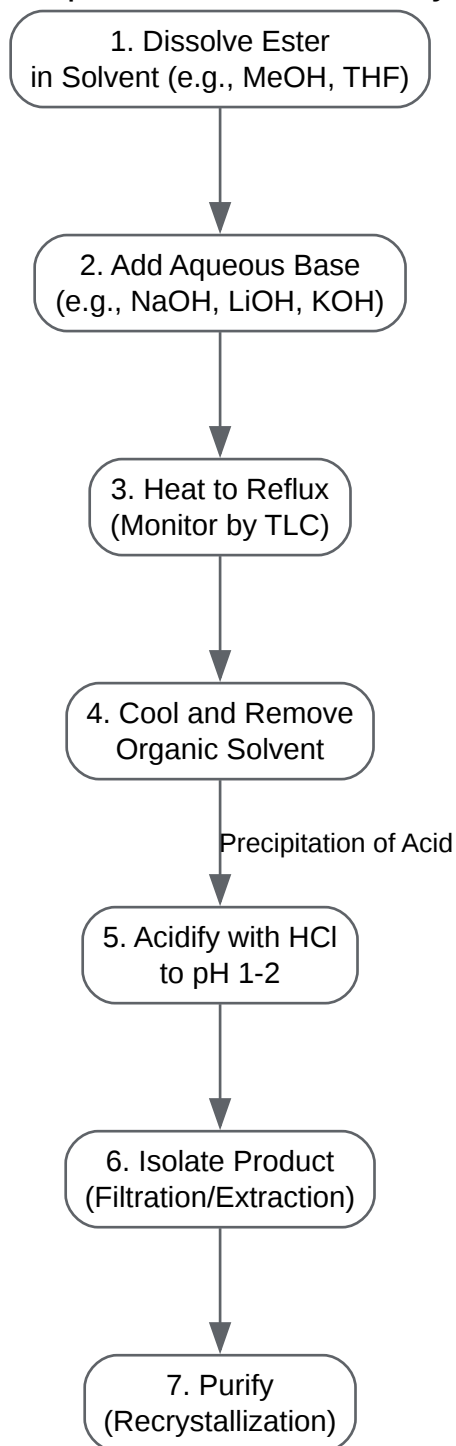 1. Dissolve Ester
in Solvent (e.g., MeOH, THF)
2. Add Aqueous Base
(e.g., NaOH, LiOH, KOH)
3. Heat to Reflux
(Monitor by TLC)
4. Cool and Remove
Organic Solvent
Precipitation of Acid
5. Acidify with HCl
to pH 1-2
6. Isolate Product
(Filtration/Extraction)
7. Purify
(Recrystallization)